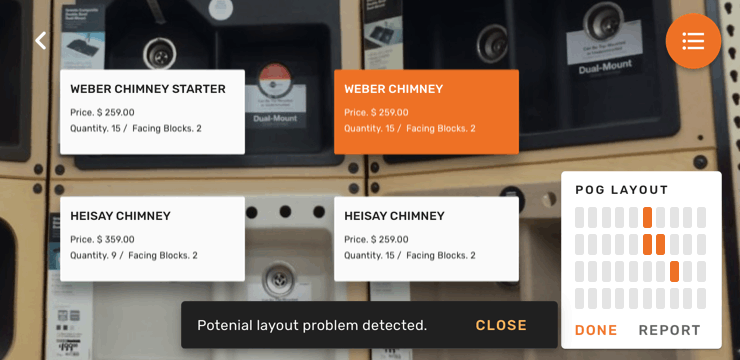 Dual-Mount
WEBER CHIMNEY STARTER
Price. $ 259.00
Quantity. 15 / Facing Blocks. 2
WEBER CHIMNEY
Price. $ 259.00
Quantity. 15 / Facing Blocks. 2
Dual-Mount
POG LAYOUT
HEISAY CHIMNEY
Price. $ 359.00
Quantity. 9 / Facing Blocks. 2
HEISAY CHIMNEY
Price. $ 259.00
Quantity. 15 / Facing Blocks. 2
Potenial layout problem detected.
CLOSE
DONE
REPORT